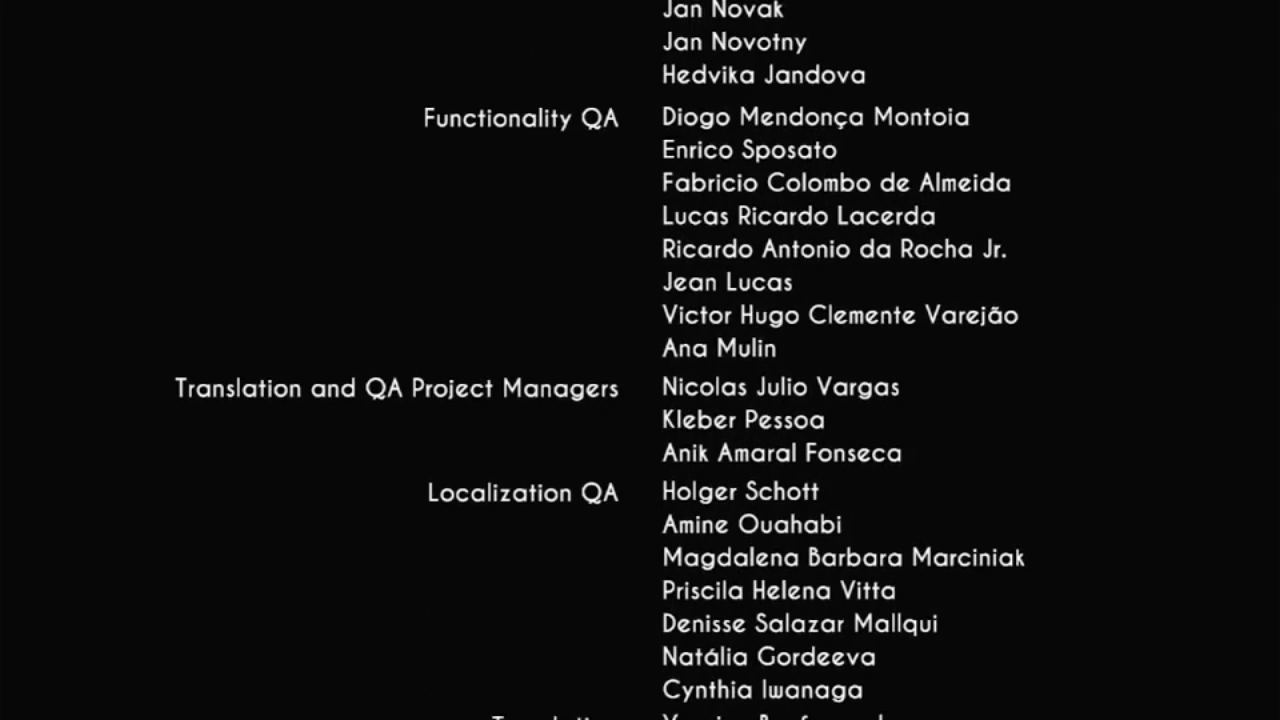 Jan Novak
Jan Novotny
Hedvika Jandova
Functionality QA Diogo Mendonça Montoia
Enrico Sposato
Fabricio Colombo de Almeida
Lucas Ricardo Lacerda
Ricardo Antonio da Rocha Jr.
Jean Lucas
Victor Hugo Clemente Varejão
Ana Mulin
Translation and QA Project Managers Nicolas Julio Vargas
Kleber Pessoa
Anik Amaral Fonseca
Localization QA Holger Schott
Amine Ouahabi
Magdalena Barbara Marciniak
Priscila Helena Vitta
Denisse Salazar Mallqui
Natália Gordeeva
Cynthia Iwanaga